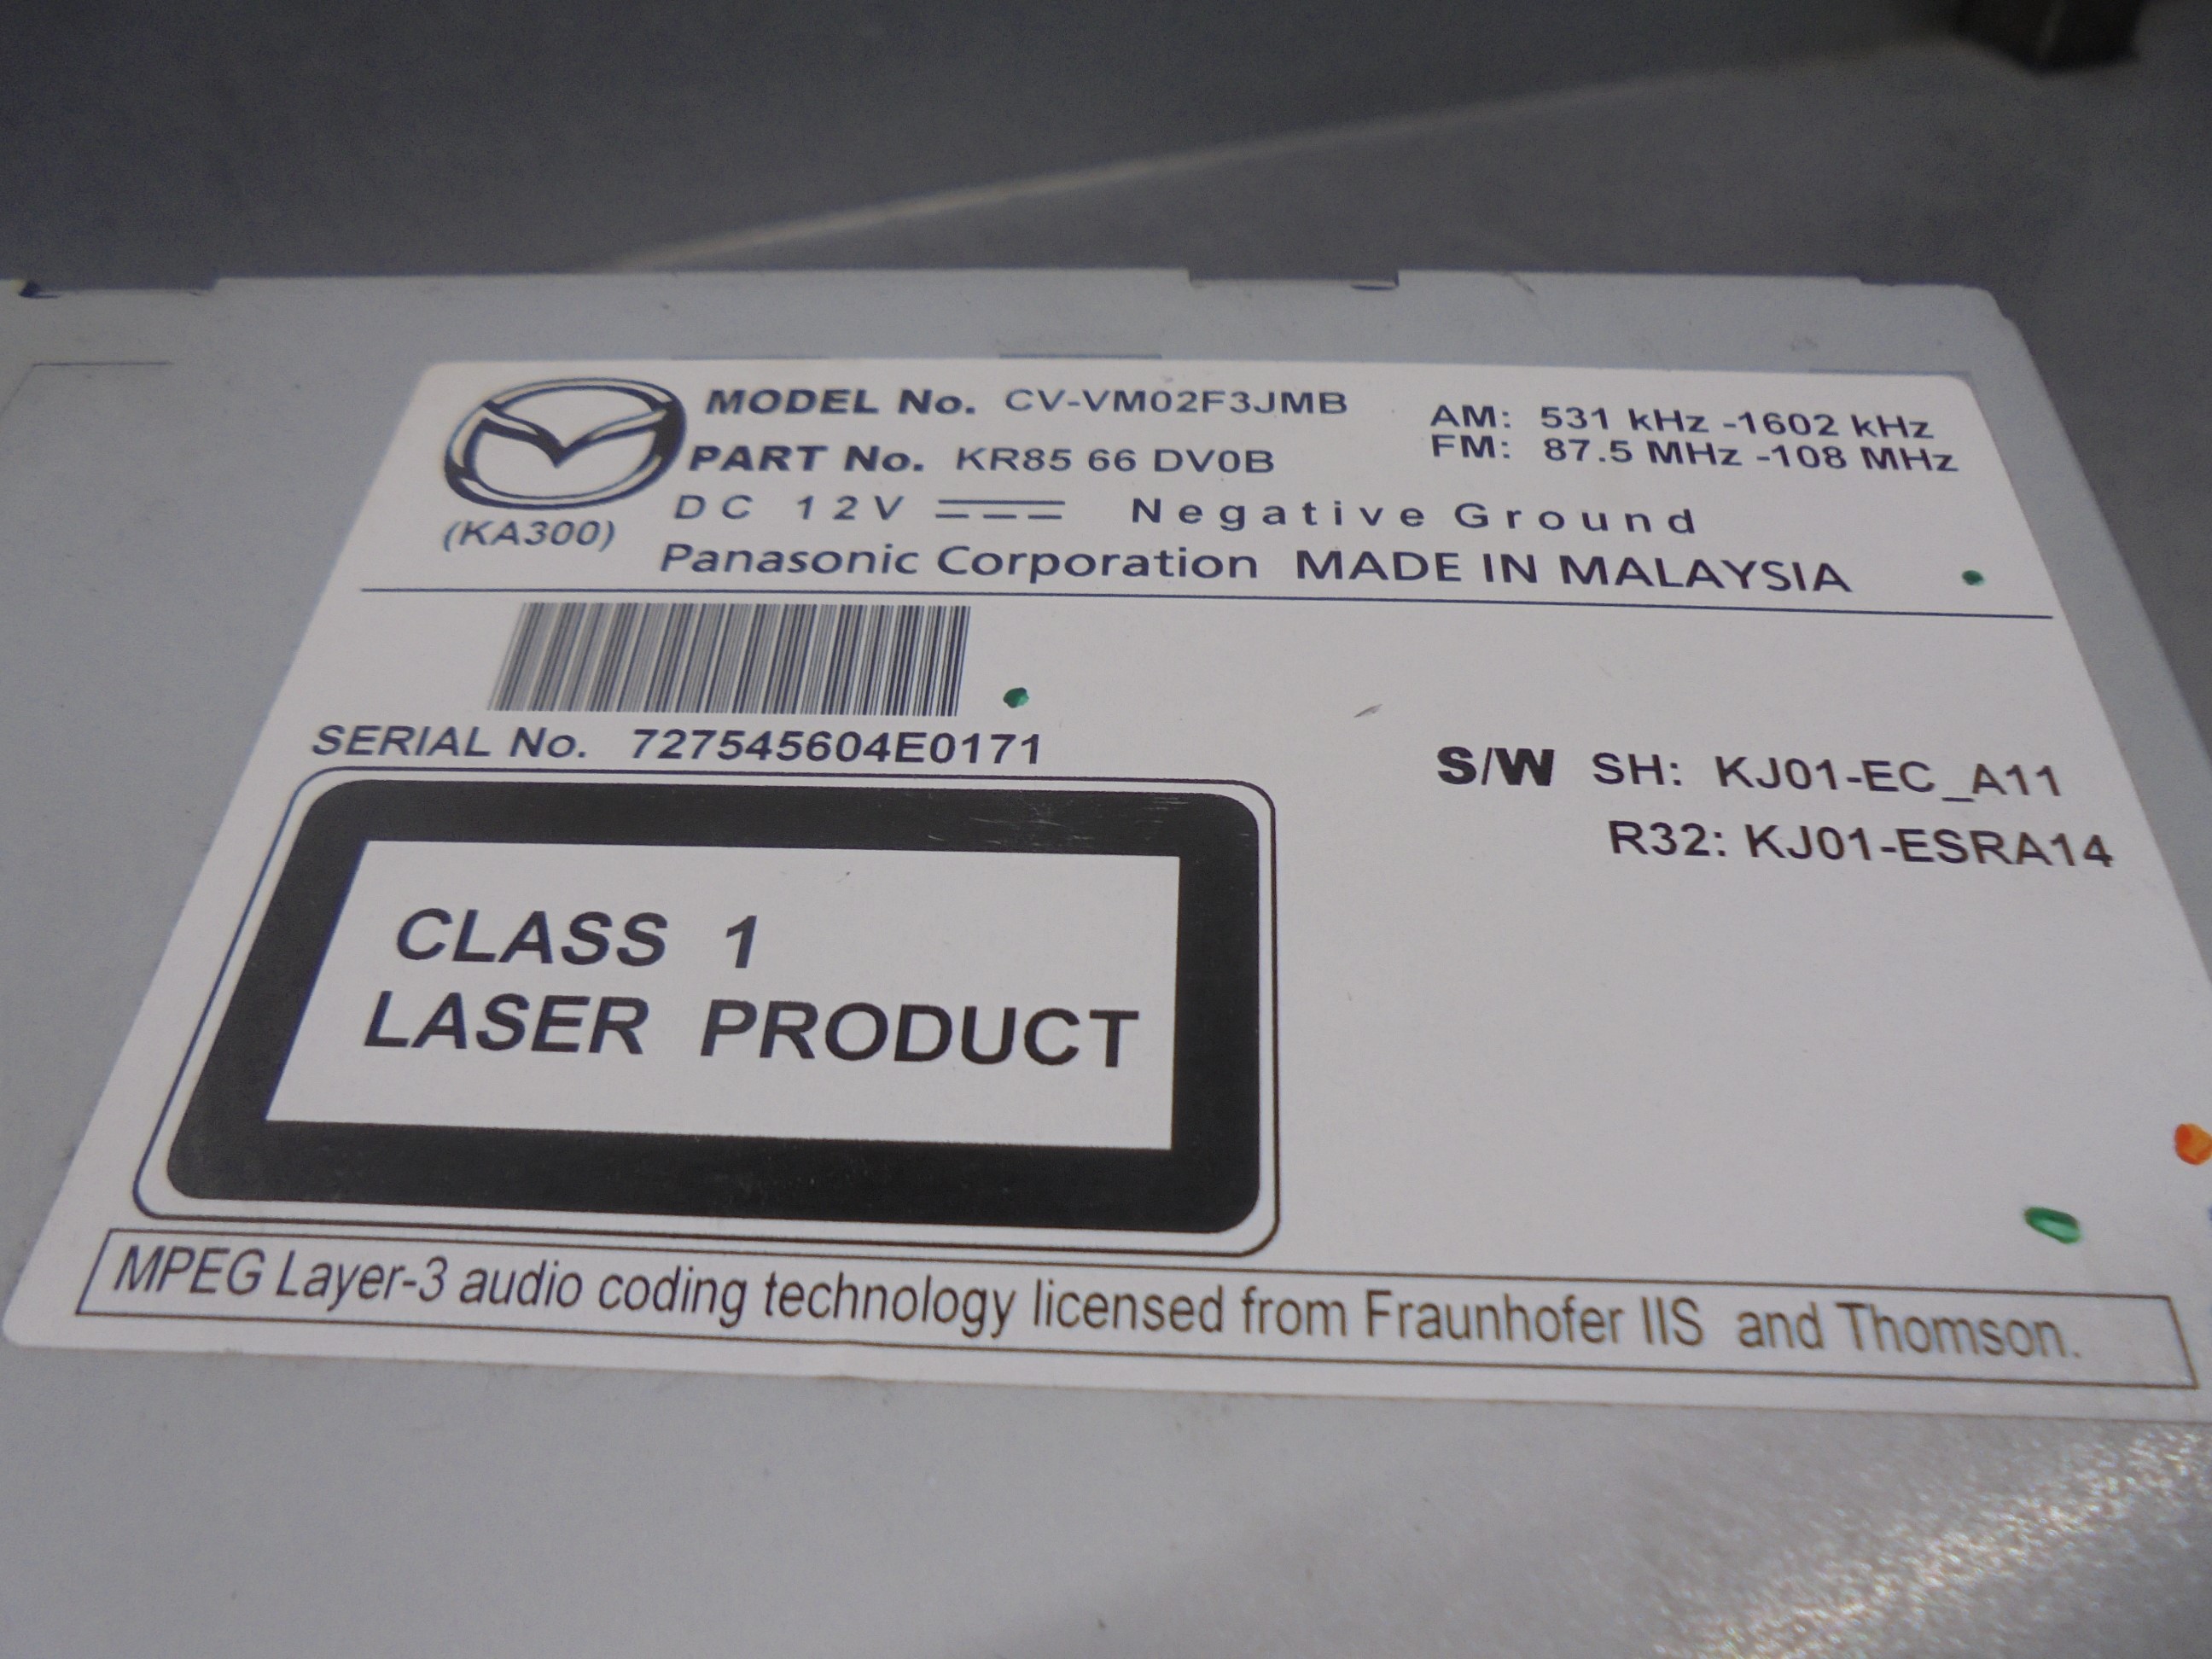 MODEL No. CV-VM02F3JMB
PART No. KR85 66 DV0B
AM: 531 kHz -1602 kHz
FM: 87.5 MHz -108 MHz
DC 12V Negative Ground
(KA300)
Panasonic Corporation MADE IN MALAYSIA
SERIAL No. 727545604E0171
S/W SH: KJ01-EC_A11
R32: KJ01-ESRA14
CLASS 1
LASER PRODUCT
MPEG Layer-3 audio coding technology licensed from Fraunhofer IIS and Thomson.